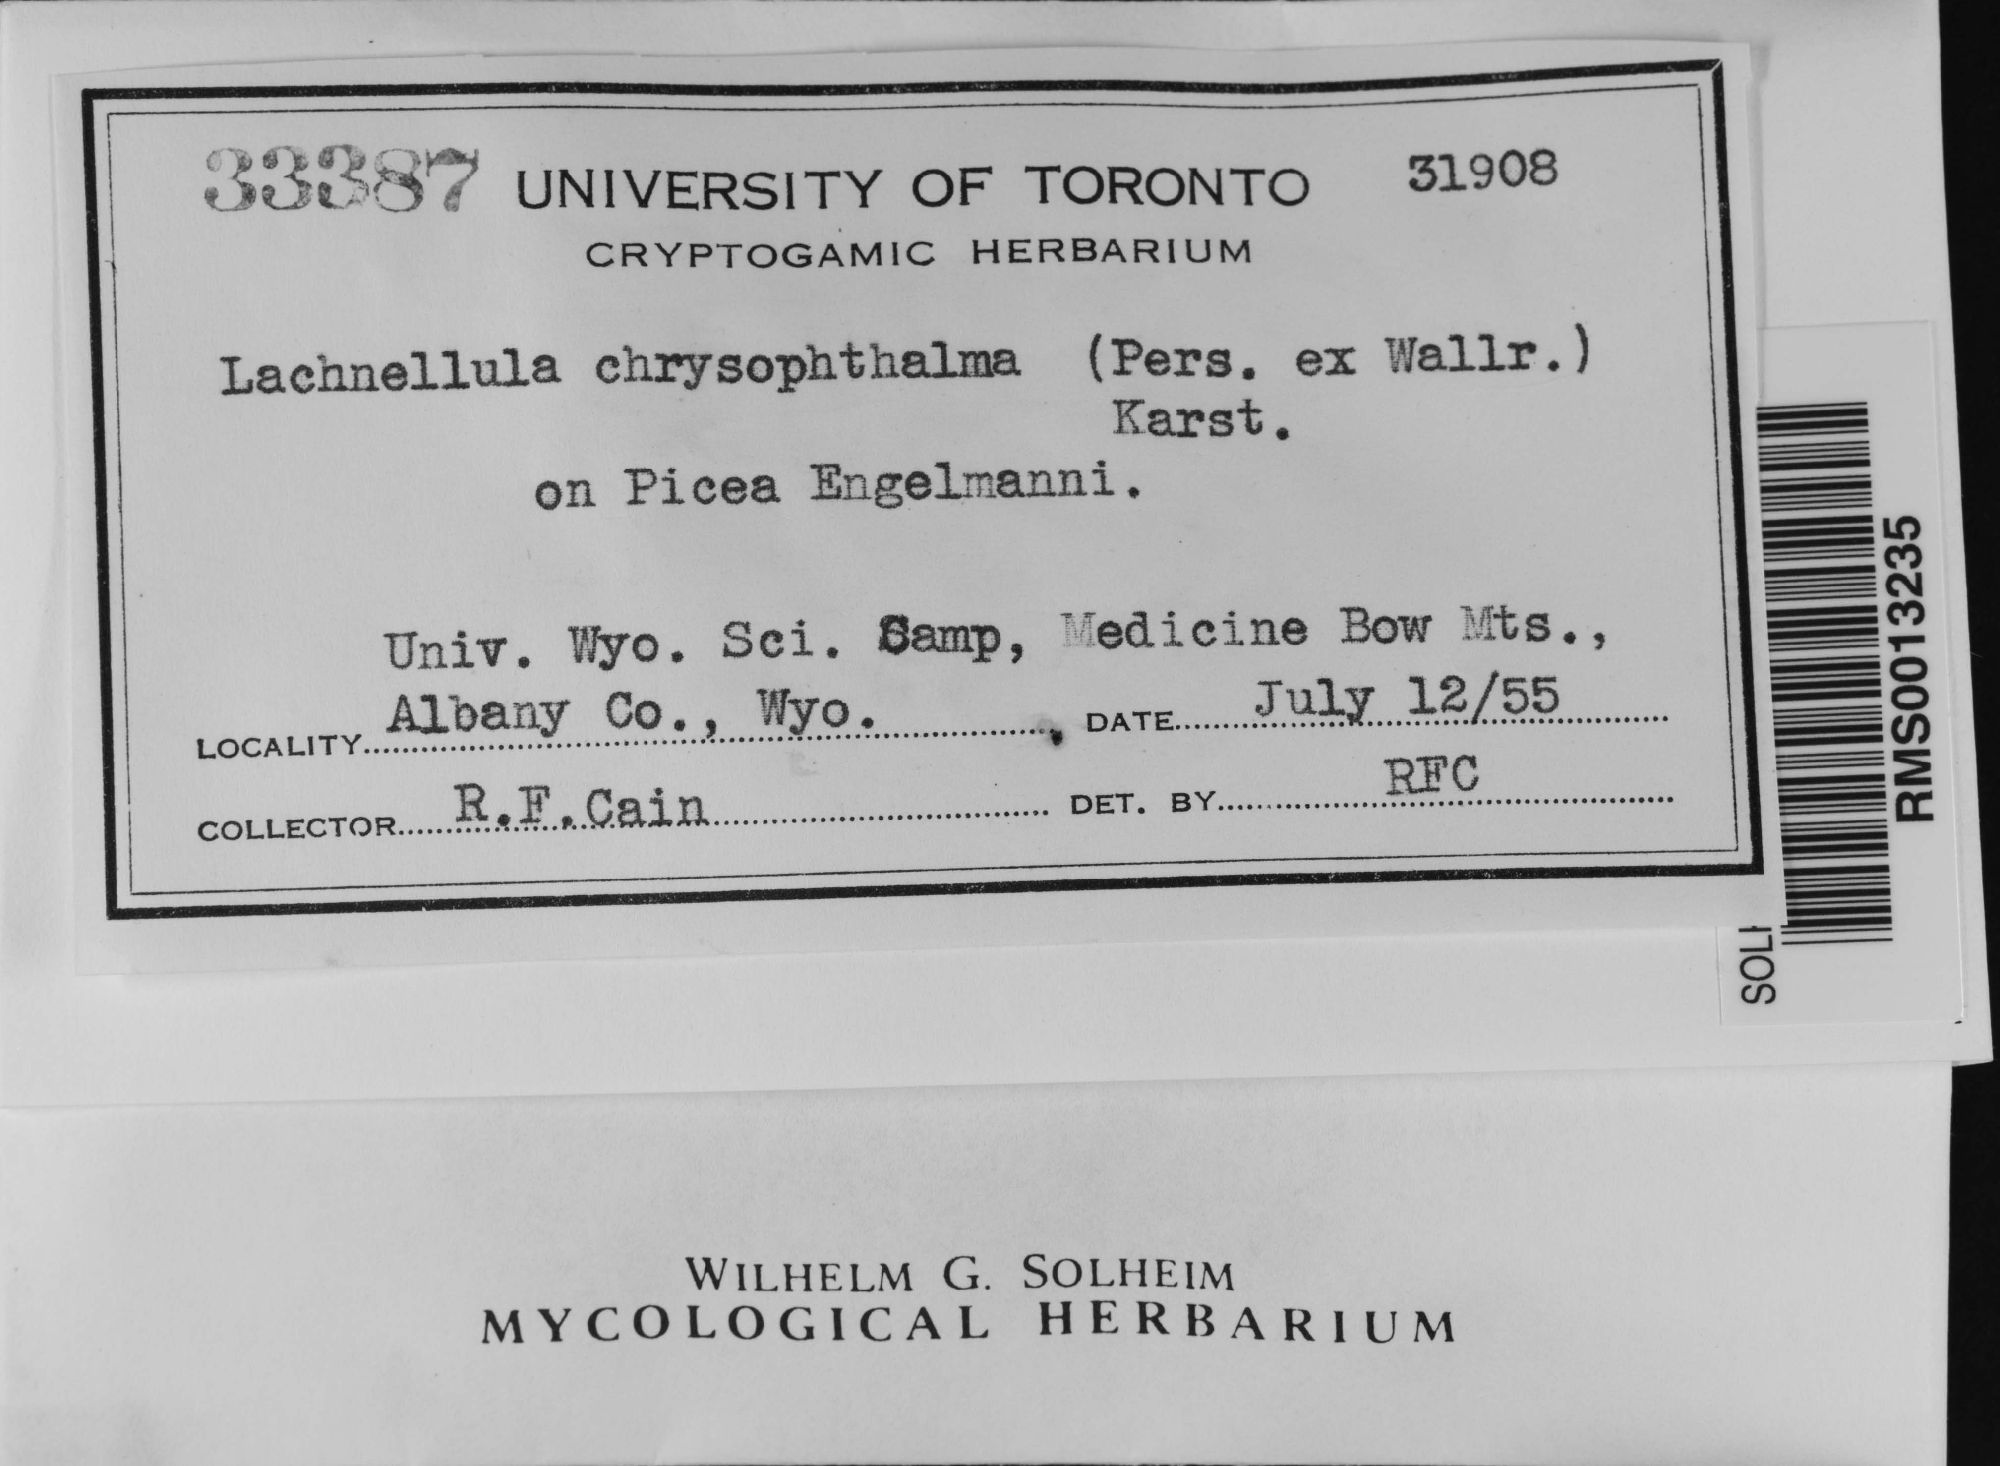 33387 UNIVERSITY OF TORONTO 31908
CRYPTOGAMIC HERBARIUM
Lachnellula chrysophthalma (Pers. ex Wallr.)
Karst.
on Picea Engelmanni.
Univ. Wyo. Sci. Camp, Medicine Bow Mts.,
LOCALITY Albany Co., Wyo. DATE July 12/55
COLLECTOR R.F.Cain DET. BY RFC
RMS0013235
WILHELM G. SOLHEIM
MYCOLOGICAL HERBARIUM